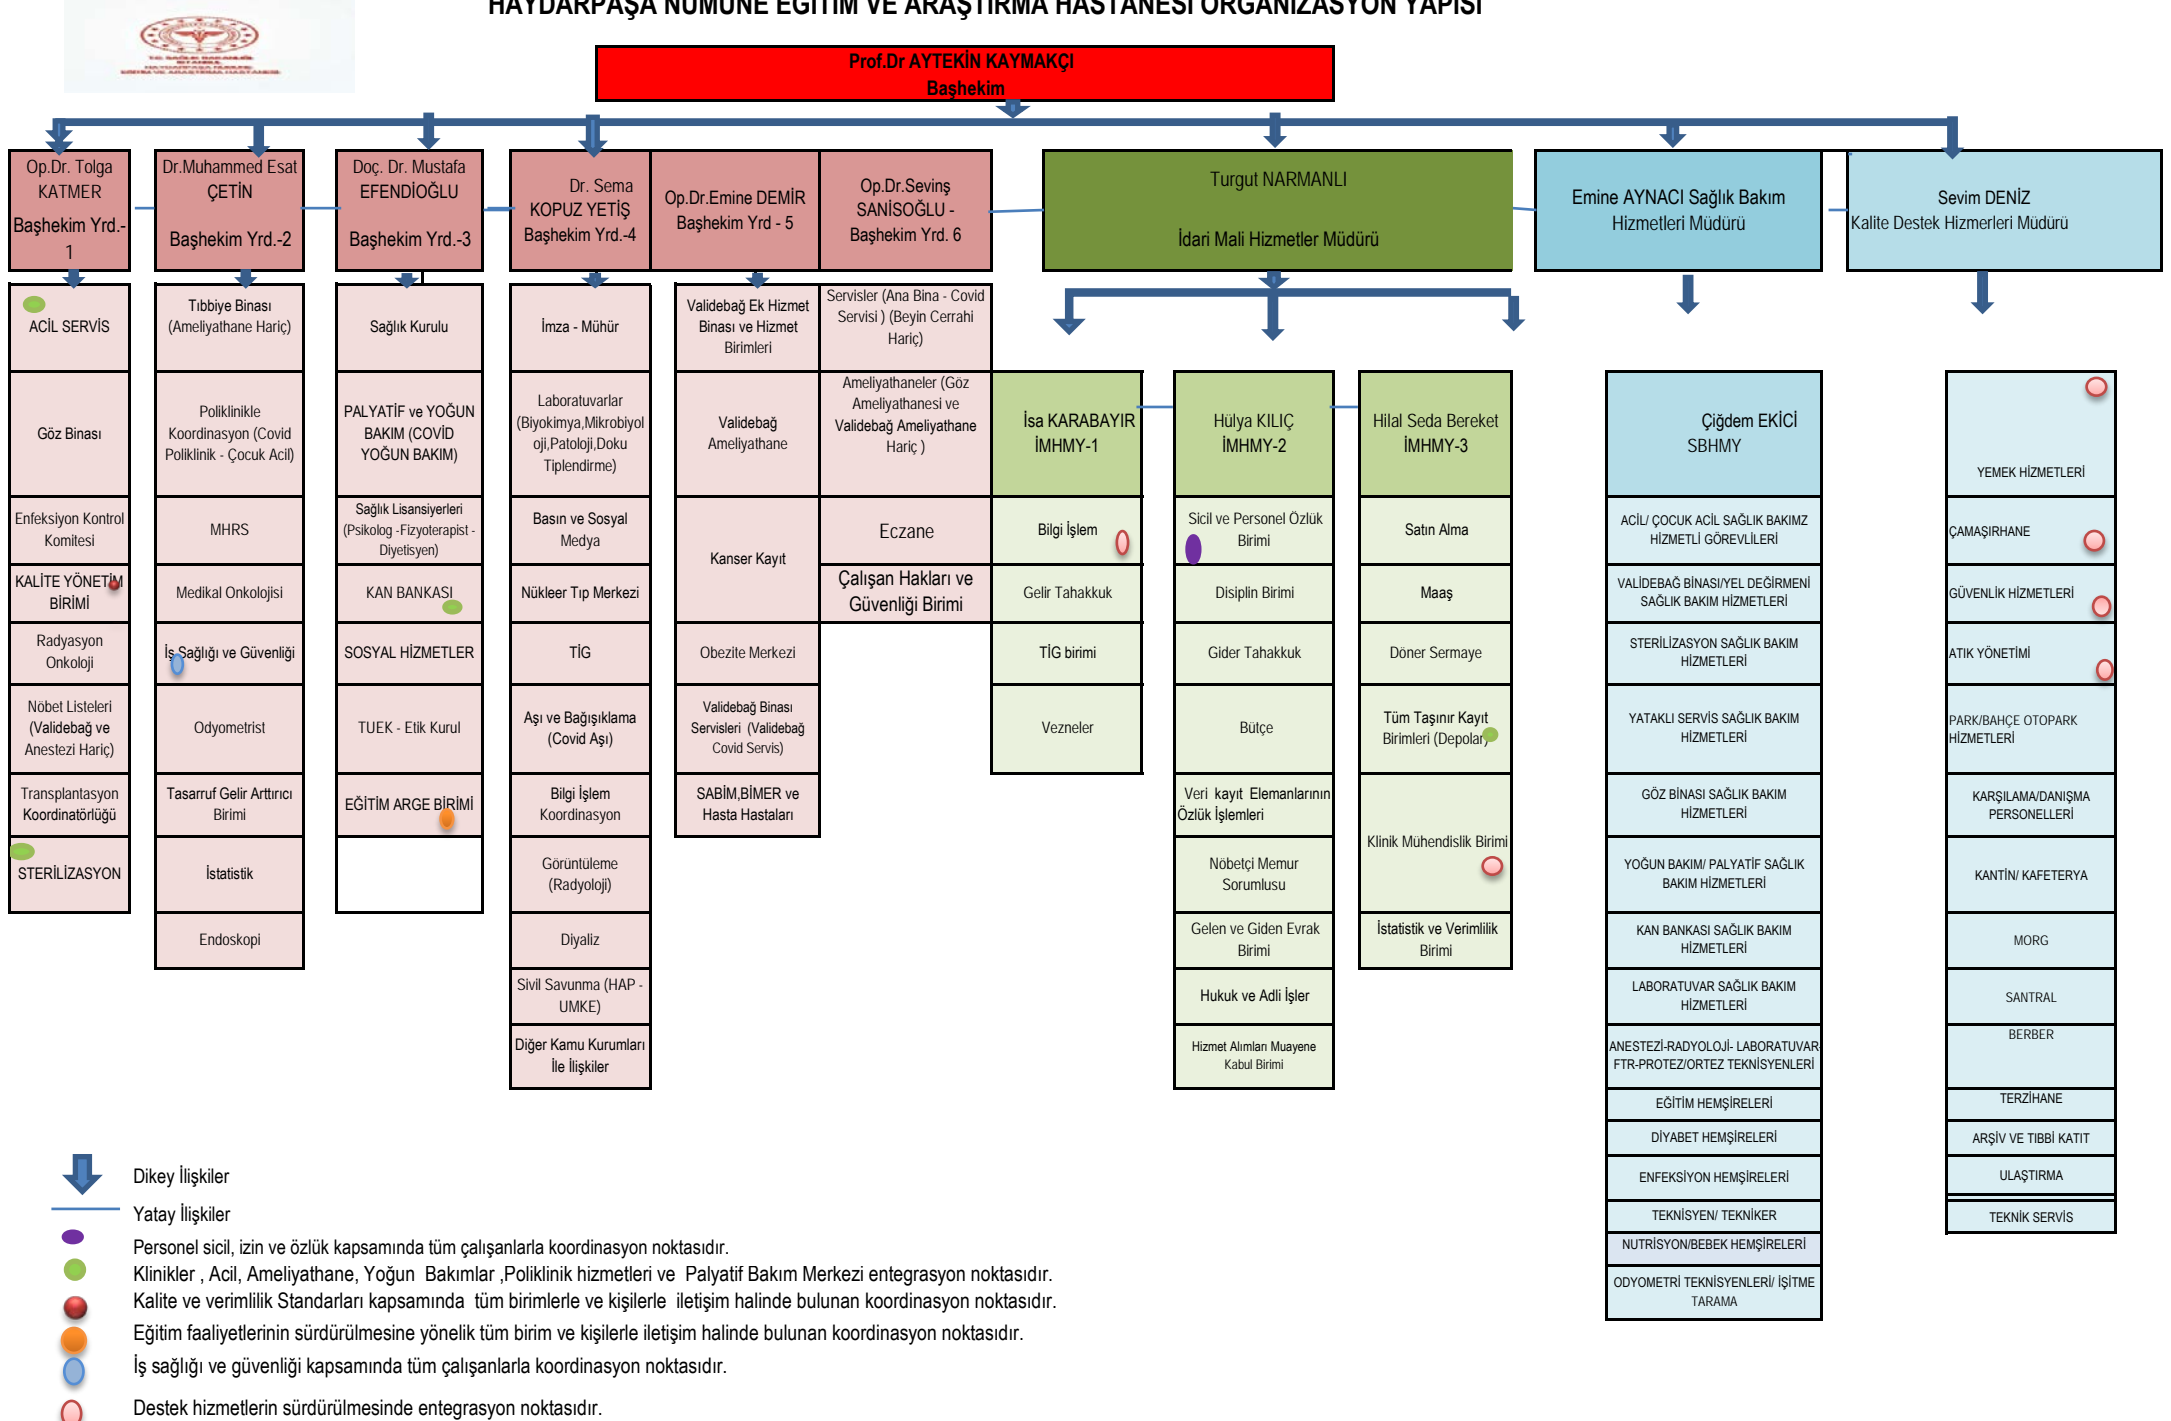 HAYDARPAŞA NUMUNE EĞİTİM VE ARAŞTIRMA HASTANESİ ORGANİZASYON YAPISI
T.C. SAĞLIK BAKANLIĞI
İSTANBUL
HAYDARPAŞA NUMUNE
EĞİTİM VE ARAŞTIRMA HASTANESİ
Prof.Dr AYTEKİN KAYMAKÇI
Başhekim
Op.Dr. Tolga
KATMER
Başhekim Yrd.-
1
Dr.Muhammed Esat
ÇETİN
Başhekim Yrd.-2
Doç. Dr. Mustafa
EFENDİOĞLU
Başhekim Yrd.-3
Dr. Sema
KOPUZ YETİŞ
Başhekim Yrd.-4
Op.Dr.Emine DEMİR
Başhekim Yrd - 5
Op.Dr.Sevinş
SANİSOĞLU -
Başhekim Yrd. 6
Turgut NARMANLI
İdari Mali Hizmetler Müdürü
Emine AYNACI Sağlık Bakım
Hizmetleri Müdürü
Sevim DENİZ
Kalite Destek Hizmerleri Müdürü
ACİL SERVİS
Göz Binası
Enfeksiyon Kontrol
Komitesi
KALİTE YÖNETİM
BİRİMİ
Radyasyon
Onkoloji
Nöbet Listeleri
(Validebağ ve
Anestezi Hariç)
Transplantasyon
Koordinatörlüğü
STERİLİZASYON
Tıbbiye Binası
(Ameliyathane Hariç)
Poliklinikle
Koordinasyon (Covid
Poliklinik - Çocuk Acil)
MHRS
Medikal Onkolojisi
İş Sağlığı ve Güvenliği
Odyometrist
Tasarruf Gelir Arttırıcı
Birimi
İstatistik
Endoskopi
Sağlık Kurulu
PALYATİF ve YOĞUN
BAKIM (COVİD
YOĞUN BAKIM)
Sağlık Lisansiyerleri
(Psikolog -Fizyoterapist -
Diyetisyen)
KAN BANKASI
SOSYAL HİZMETLER
TUEK - Etik Kurul
EĞİTİM ARGE BİRİMİ
İmza - Mühür
Laboratuvarlar
(Biyokimya,Mikrobiyol
oji,Patoloji,Doku
Tiplendirme)
Basın ve Sosyal
Medya
Nükleer Tıp Merkezi
TİG
Aşı ve Bağışıklama
(Covid Aşı)
Bilgi İşlem
Koordinasyon
Görüntüleme
(Radyoloji)
Diyaliz
Sivil Savunma (HAP -
UMKE)
Diğer Kamu Kurumları
İle İlişkiler
Validebağ Ek Hizmet
Binası ve Hizmet
Birimleri
Validebağ
Ameliyathane
Kanser Kayıt
Obezite Merkezi
Validebağ Binası
Servisleri (Validebağ
Covid Servis)
SABİM,BİMER ve
Hasta Hastaları
Servisler (Ana Bina - Covid
Servisi ) (Beyin Cerrahi
Hariç)
Ameliyathaneler (Göz
Ameliyathanesi ve
Validebağ Ameliyathane
Hariç )
Eczane
Çalışan Hakları ve
Güvenliği Birimi
İsa KARABAYIR
İMHMY-1
Bilgi İşlem
Gelir Tahakkuk
TİG birimi
Vezneler
Hülya KILIÇ
İMHMY-2
Sicil ve Personel Özlük
Birimi
Disiplin Birimi
Gider Tahakkuk
Bütçe
Veri kayıt Elemanlarının
Özlük İşlemleri
Nöbetçi Memur
Sorumlusu
Gelen ve Giden Evrak
Birimi
Hukuk ve Adli İşler
Hizmet Alımları Muayene
Kabul Birimi
Hilal Seda Bereket
İMHMY-3
Satın Alma
Maaş
Döner Sermaye
Tüm Taşınır Kayıt
Birimleri (Depolar)
Klinik Mühendislik Birimi
İstatistik ve Verimlilik
Birimi
Çiğdem EKİCİ
SBHMY
ACİL/ ÇOCUK ACİL SAĞLIK BAKIMZ
HİZMETLİ GÖREVLİLERİ
VALİDEBAĞ BİNASI/YEL DEĞİRMENİ
SAĞLIK BAKIM HİZMETLERİ
STERİLİZASYON SAĞLIK BAKIM
HİZMETLERİ
YATAKLI SERVİS SAĞLIK BAKIM
HİZMETLERİ
GÖZ BİNASI SAĞLIK BAKIM
HİZMETLERİ
YOĞUN BAKIM/ PALYATİF SAĞLIK
BAKIM HİZMETLERİ
KAN BANKASI SAĞLIK BAKIM
HİZMETLERİ
LABORATUVAR SAĞLIK BAKIM
HİZMETLERİ
ANESTEZİ-RADYOLOJİ- LABORATUVAR-
FTR-PROTEZ/ORTEZ TEKNİSYENLERİ
EĞİTİM HEMŞİRELERİ
DİYABET HEMŞİRELERİ
ENFEKSİYON HEMŞİRELERİ
TEKNİSYEN/ TEKNİKER
NUTRİSYON/BEBEK HEMŞİRELERİ
ODYOMETRİ TEKNİSYENLERİ/ İŞİTME
TARAMA
YEMEK HİZMETLERİ
ÇAMAŞIRHANE
GÜVENLİK HİZMETLERİ
ATIK YÖNETİMİ
PARK/BAHÇE OTOPARK
HİZMETLERİ
KARŞILAMA/DANIŞMA
PERSONELLERİ
KANTİN/ KAFETERYA
MORG
SANTRAL
BERBER
TERZİHANE
ARŞİV VE TIBBİ KATIT
ULAŞTIRMA
TEKNİK SERVİS
Dikey İlişkiler
Yatay İlişkiler
Personel sicil, izin ve özlük kapsamında tüm çalışanlarla koordinasyon noktasıdır.
Klinikler , Acil, Ameliyathane, Yoğun Bakımlar ,Poliklinik hizmetleri ve Palyatif Bakım Merkezi entegrasyon noktasıdır.
Kalite ve verimlilik Standarları kapsamında tüm birimlerle ve kişilerle iletişim halinde bulunan koordinasyon noktasıdır.
Eğitim faaliyetlerinin sürdürülmesine yönelik tüm birim ve kişilerle iletişim halinde bulunan koordinasyon noktasıdır.
İş sağlığı ve güvenliği kapsamında tüm çalışanlarla koordinasyon noktasıdır.
Destek hizmetlerin sürdürülmesinde entegrasyon noktasıdır.